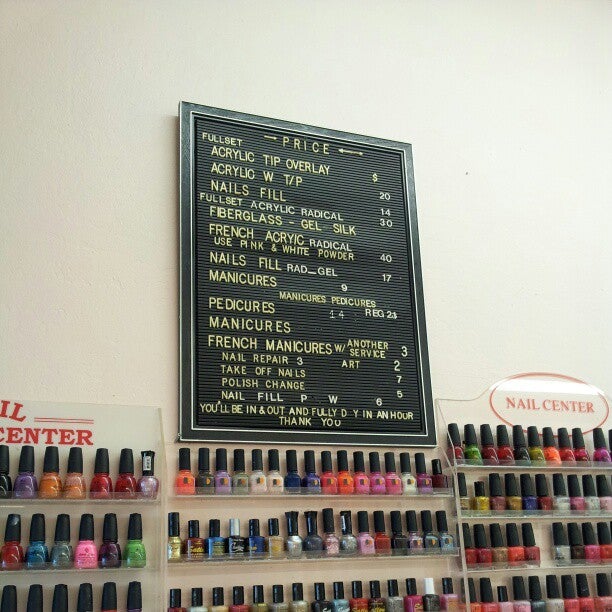 FULLSET
PRICE
ACRYLIC TIP OVERLAY $
ACRYLIC W T/P 20
NAILS FILL 14
FULLSET ACRYLIC RADICAL 30
FIBERGLASS - GEL SILK
FRENCH ACRYIC RADICAL 40
USE PINK & WHITE POWDER
NAILS FILL RAD_GEL 17
MANICURES 9
MANICURES PEDICURES
PEDICURES 14 REG 23
MANICURES
FRENCH MANICURES W/ ANOTHER SERVICE 3
NAIL REPAIR 3 ART 2
TAKE OFF NAILS 7
POLISH CHANGE 5
NAIL FILL P W 6
YOU'LL BE IN & OUT AND FULLY D Y IN AN HOUR
THANK YOU
IL
CENTER
NAIL CENTER